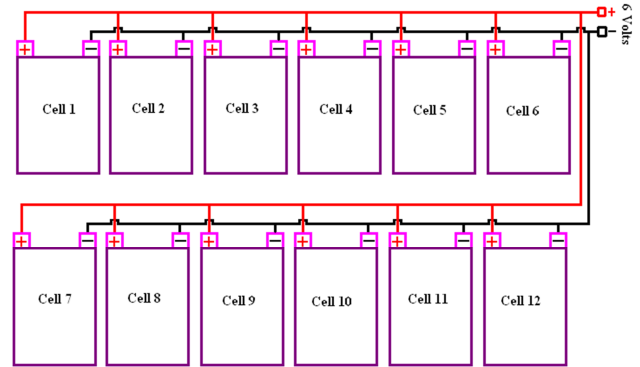 +
6 Volts
−
+ − + − + − + − + − + −
Cell 1 Cell 2 Cell 3 Cell 4 Cell 5 Cell 6
+ − + − + − + − + − + −
Cell 7 Cell 8 Cell 9 Cell 10 Cell 11 Cell 12